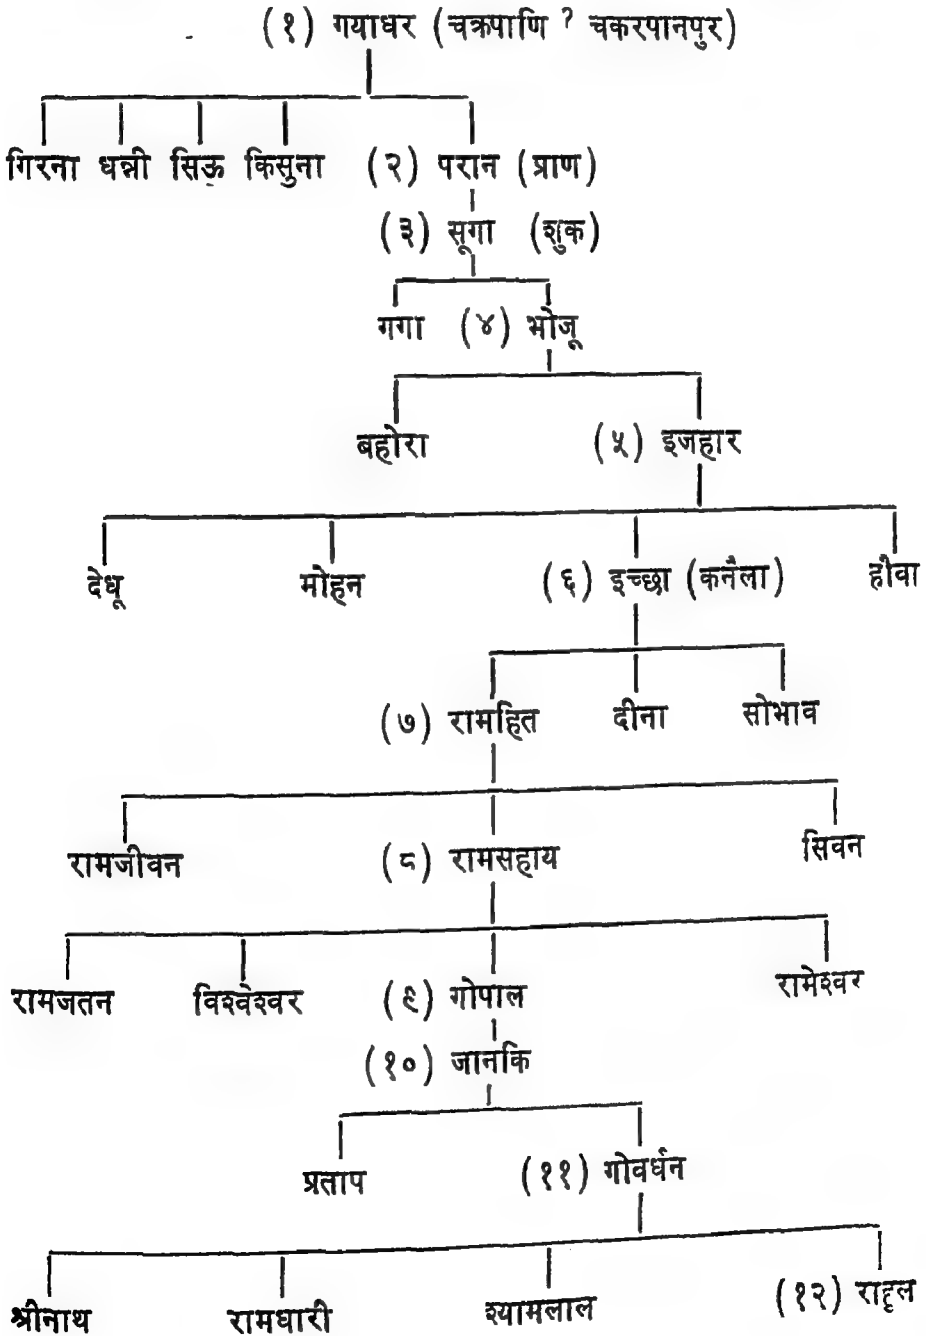 (१) गयाधर (चक्रपाणि ? चकरपानपुर)
गिरना धन्नी सिऊ किसुना (२) परान (प्राण)
(३) सूगा (शुक)
गगा (४) भोजू
बहोरा (५) इजहार
देधू मोहन (६) इच्छा (कनैला) हौवा
(७) रामहित दीना सोभाव
रामजीवन (८) रामसहाय सिवन
रामजतन विश्वेश्वर (९) गोपाल रामेश्वर
(१०) जानकि
प्रताप (११) गोवर्धन
श्रीनाथ रामधारी श्यामलाल (१२) राहुल